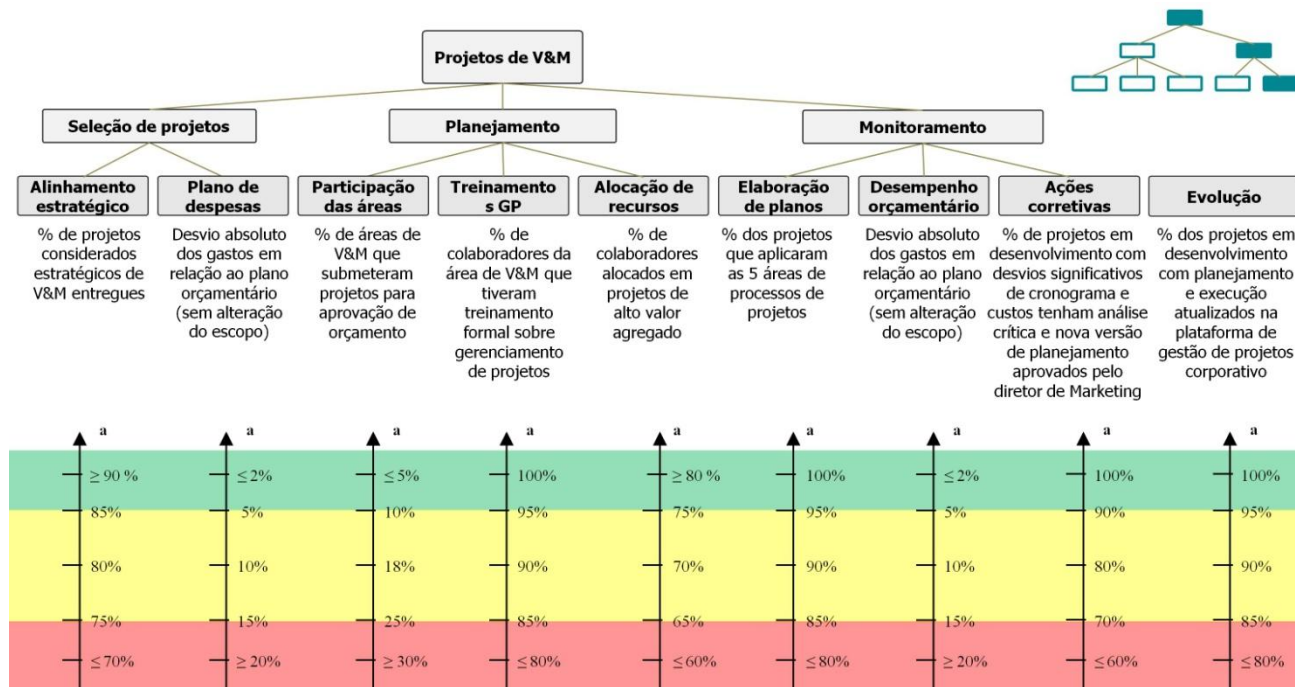 Projetos de V&M
Seleção de projetos
Planejamento
Monitoramento
Alinhamento
estratégico
Plano de
despesas
Participação
das áreas
Treinamento
s GP
Alocação de
recursos
Elaboração
de planos
Desempenho
orçamentário
Ações
corretivas
Evolução
% de projetos
considerados
estratégicos de
V&M entregues
Desvio absoluto
dos gastos em
relação ao plano
orçamentário
(sem alteração
do escopo)
% de áreas de
V&M que
submeteram
projetos para
aprovação de
orçamento
% de
colaboradores da
área de V&M que
tiveram
treinamento
formal sobre
gerenciamento
de projetos
% de
colaboradores
alocados em
projetos de
alto valor
agregado
% dos projetos
que aplicaram
as 5 áreas de
processos de
projetos
Desvio absoluto
dos gastos em
relação ao plano
orçamentário
(sem alteração
do escopo)
% de projetos em
desenvolvimento com
desvios significativos
de cronograma e
custos tenham análise
crítica e nova versão
de planejamento
aprovados pelo
diretor de Marketing
% dos projetos em
desenvolvimento
com planejamento
e execução
atualizados na
plataforma de
gestão de projetos
corporativo
a a a a a a a a a
≥ 90 % ≤ 2% ≤ 5% 100% ≥ 80 % 100% ≤ 2% 100% 100%
85% 5% 10% 95% 75% 95% 5% 90% 95%
80% 10% 18% 90% 70% 90% 10% 80% 90%
75% 15% 25% 85% 65% 85% 15% 70% 85%
≤ 70% ≥ 20% ≥ 30% ≤ 80% ≤ 60% ≤ 80% ≥ 20% ≤ 60% ≤ 80%